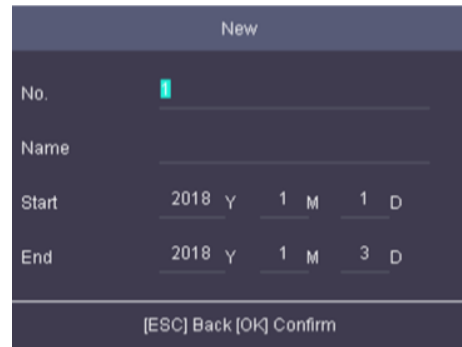 New
No. 1
Name
Start 2018 Y 1 M 1 D
End 2018 Y 1 M 3 D
[ESC] Back [OK] Confirm